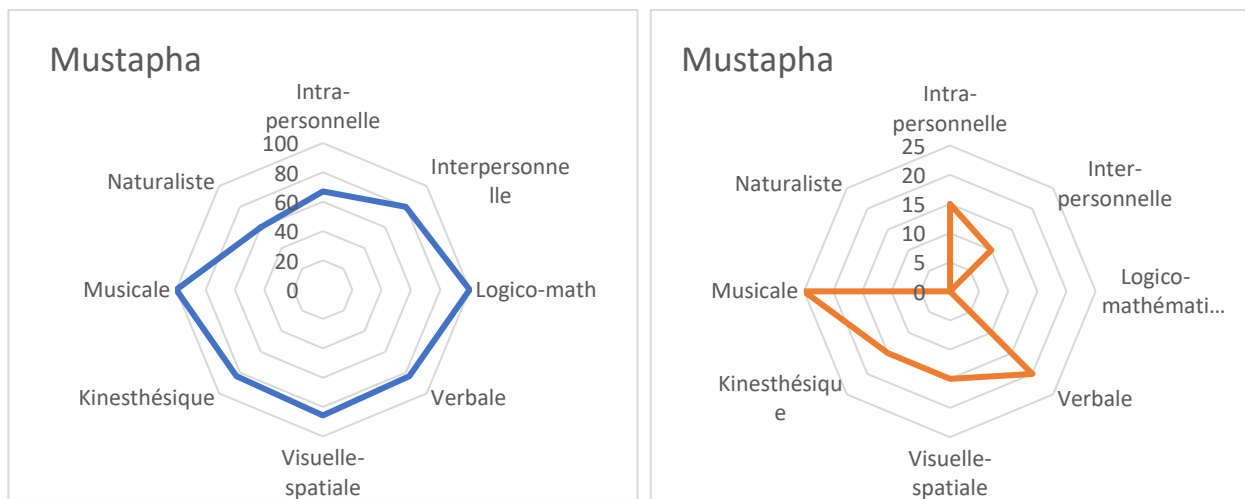 Mustapha
Intra-
personnelle
100
80
60
40
20
0
Interpersonne
lle
Logico-math
Verbale
Visuelle-
spatiale
Kinesthésique
Musicale
Naturaliste
Mustapha
Intra-
personnelle
25
20
15
10
5
0
Inter-
personnelle
Logico-
mathémati...
Verbale
Visuelle-
spatiale
Kinesthésiqu
e
Musicale
Naturaliste